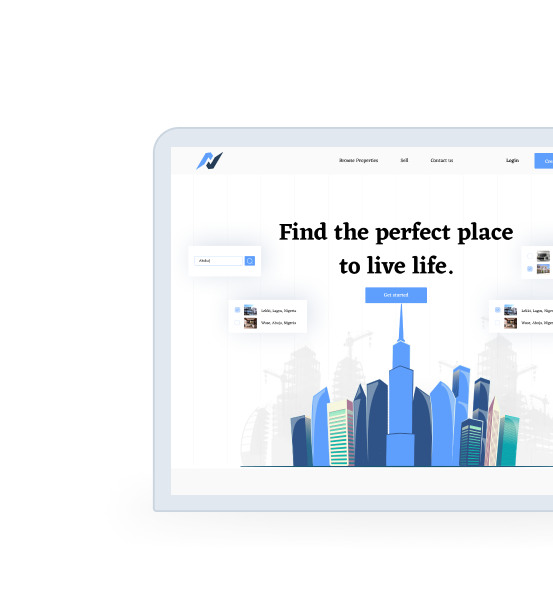 Browse Properties
Sell
Contact us
Login
Find the perfect place
to live life.
Get started
Lekki, Lagos, Nigeria
Wuse, Abuja, Nigeria
Lekki, Lagos, Nigeria
Wuse, Abuja, Nigeria